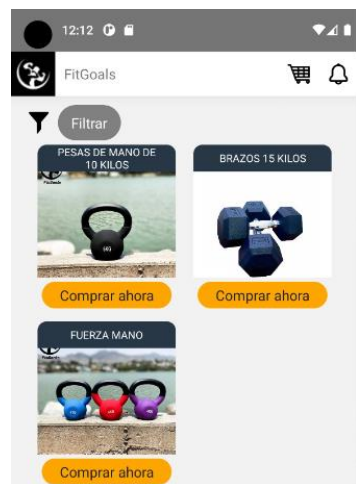 12:12
FitGoals
Filtrar
PESAS DE MANO DE
10 KILOS
BRAZOS 15 KILOS
Comprar ahora
Comprar ahora
FUERZA MANO
Comprar ahora